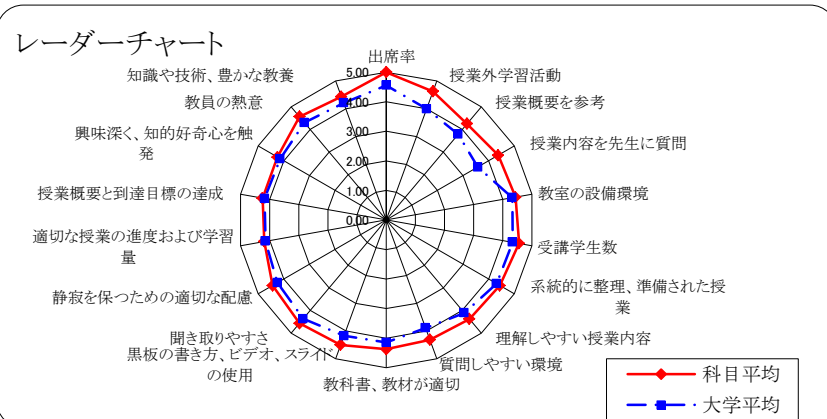 レーダーチャート
出席率
授業外学習活動
授業概要を参考
授業内容を先生に質問
教室の設備環境
受講学生数
系統的に整理、準備された授
業
理解しやすい授業内容
質問しやすい環境
教科書、教材が適切
黒板の書き方、ビデオ、スライド
の使用
聞き取りやすさ
静寂を保つための適切な配慮
適切な授業の進度および学習
量
授業概要と到達目標の達成
興味深く、知的好奇心を触
発
教員の熱意
知識や技術、豊かな教養
5.00
4.00
3.00
2.00
1.00
0.00
科目平均
大学平均